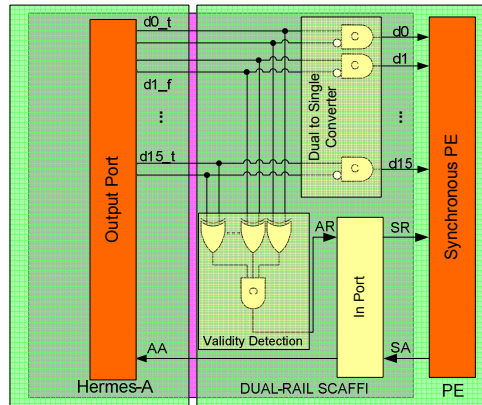 d0_t
d1_f
...
d15_t
Output Port
C
C
C
Dual to Single
Converter
d0
d1
...
d15
Synchronous PE
C
Validity Detection
AR
In Port
SR
SA
AA
Hermes-A
DUAL-RAIL SCAFFI
PE